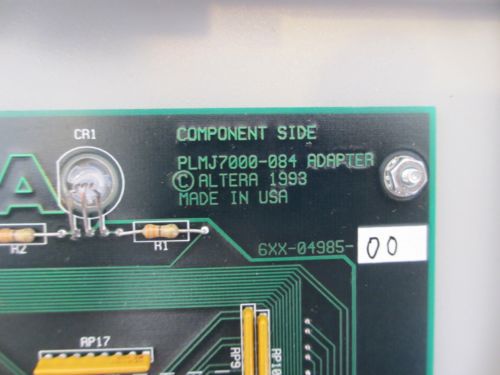 CR1
COMPONENT SIDE
PLMJ7000-084 ADAPTER
© ALTERA 1993
MADE IN USA
A
R2
R1
6XX-04985-00
RP17
RP9
RP10